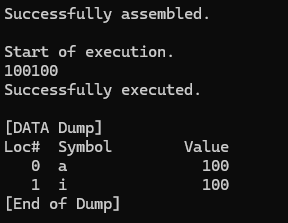 Successfully assembled.
Start of execution.
100100
Successfully executed.
[DATA Dump]
Loc#  Symbol          Value
   0  a                 100
   1  i                 100
[End of Dump]